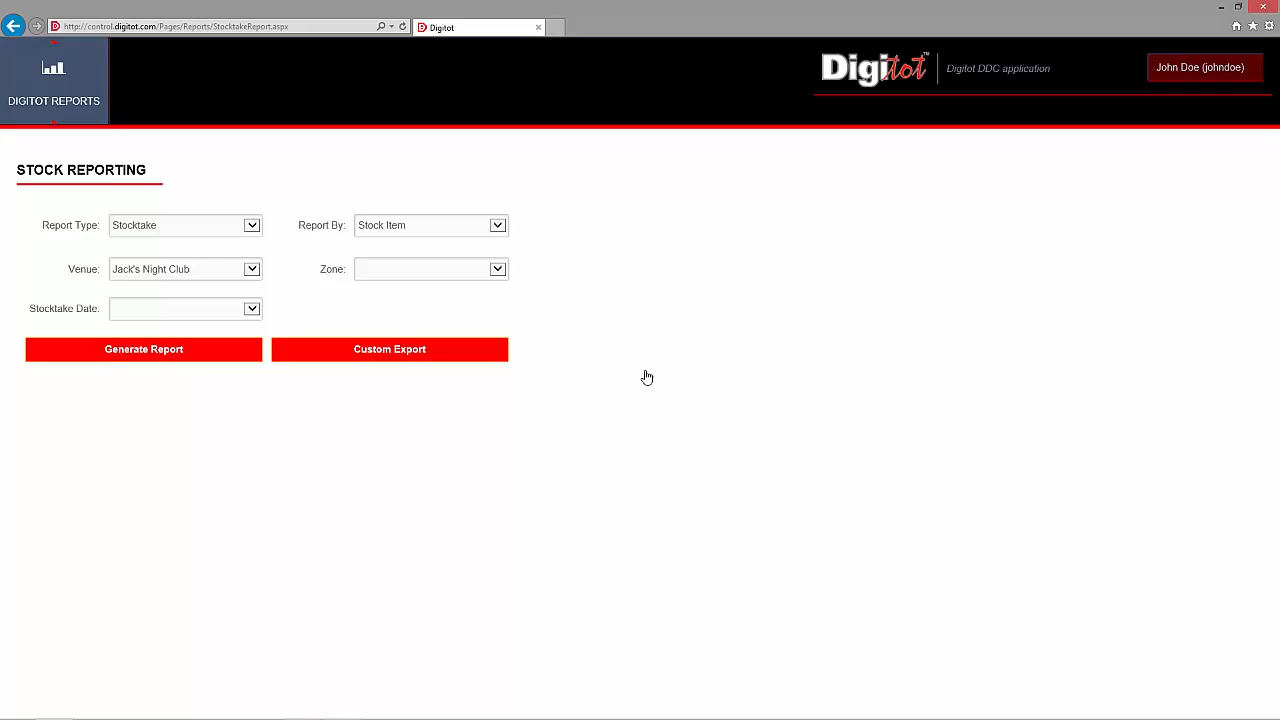 http://control.digitot.com/Pages/Reports/StocktakeReport.aspx
Digitot
DIGITOT REPORTS
Digitot™
Digitot DDC application
John Doe (johndoe)
STOCK REPORTING
Report Type: Stocktake
Report By: Stock Item
Venue: Jack's Night Club
Zone:
Stocktake Date:
Generate Report
Custom Export